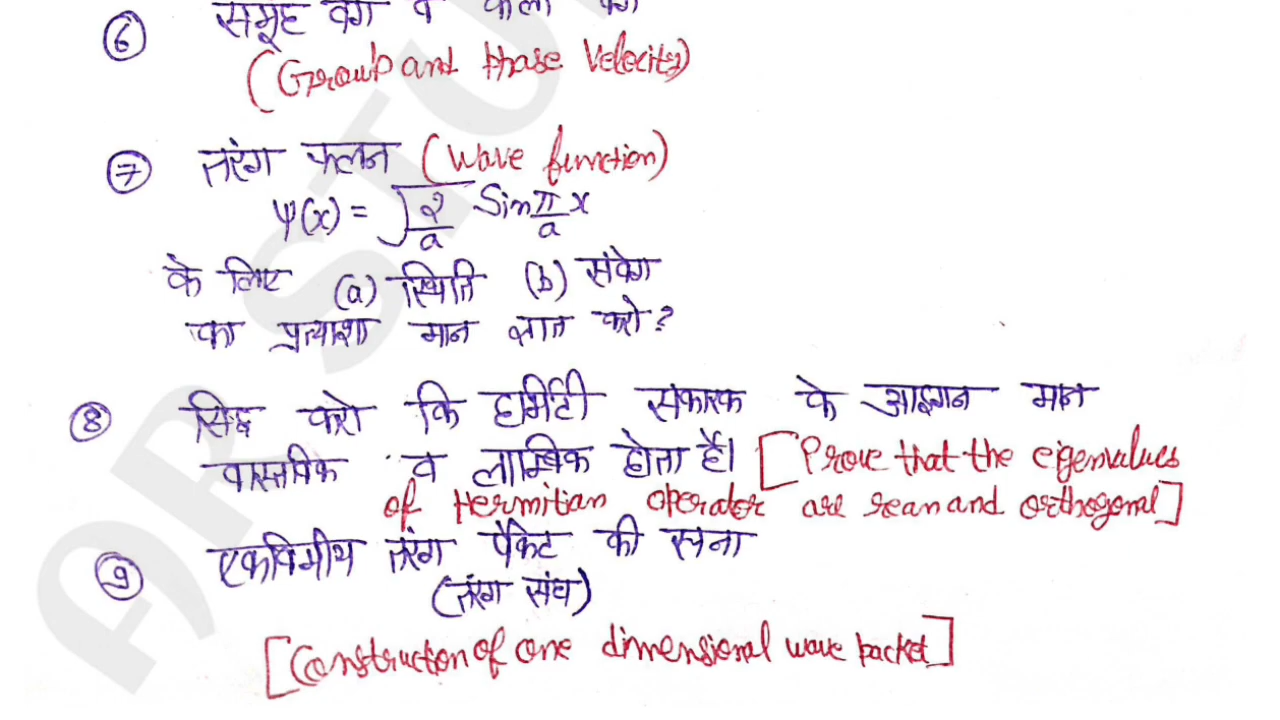 ⑥ समूह वेग व कला वेग
(Group and Phase Velocity)
⑦ तरंग फलन (Wave function)
ψ(x) = √2/a Sin π/a x
के लिए (a) स्थिति (b) संवेग
का प्रत्याशा मान ज्ञात करो?
⑧ सिद्ध करो कि हर्मिटी संकारक के आइगन मान
वास्तविक व लाम्बिक होता है। [Prove that the eigenvalues
of Hermitian operator are rean and orthogonal]
⑨ एकविमीय तरंग पैकेट की रचना
(तरंग संघ)
[Construction of one dimensional wave packet]
AR STU